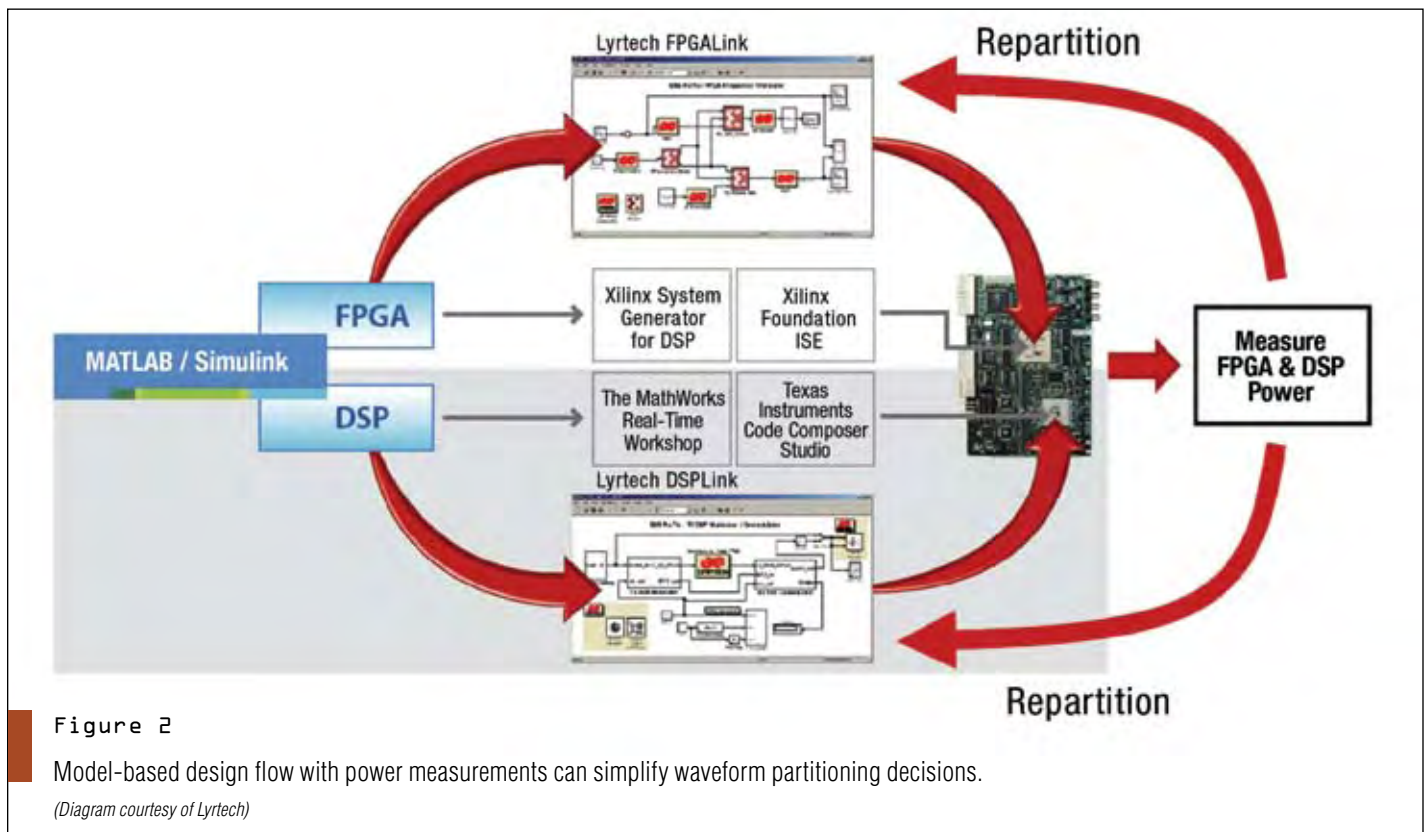 Lyrtech FPGALink
Repartition
FPGA
Xilinx System
Generator
for DSP
Xilinx
Foundation
ISE
MATLAB / Simulink
Measure
FPGA & DSP
Power
DSP
The MathWorks
Real-Time
Workshop
Texas
Instruments
Code Composer
Studio
Lyrtech DSPLink
Repartition
Figure 2
Model-based design flow with power measurements can simplify waveform partitioning decisions.
(Diagram courtesy of Lyrtech)